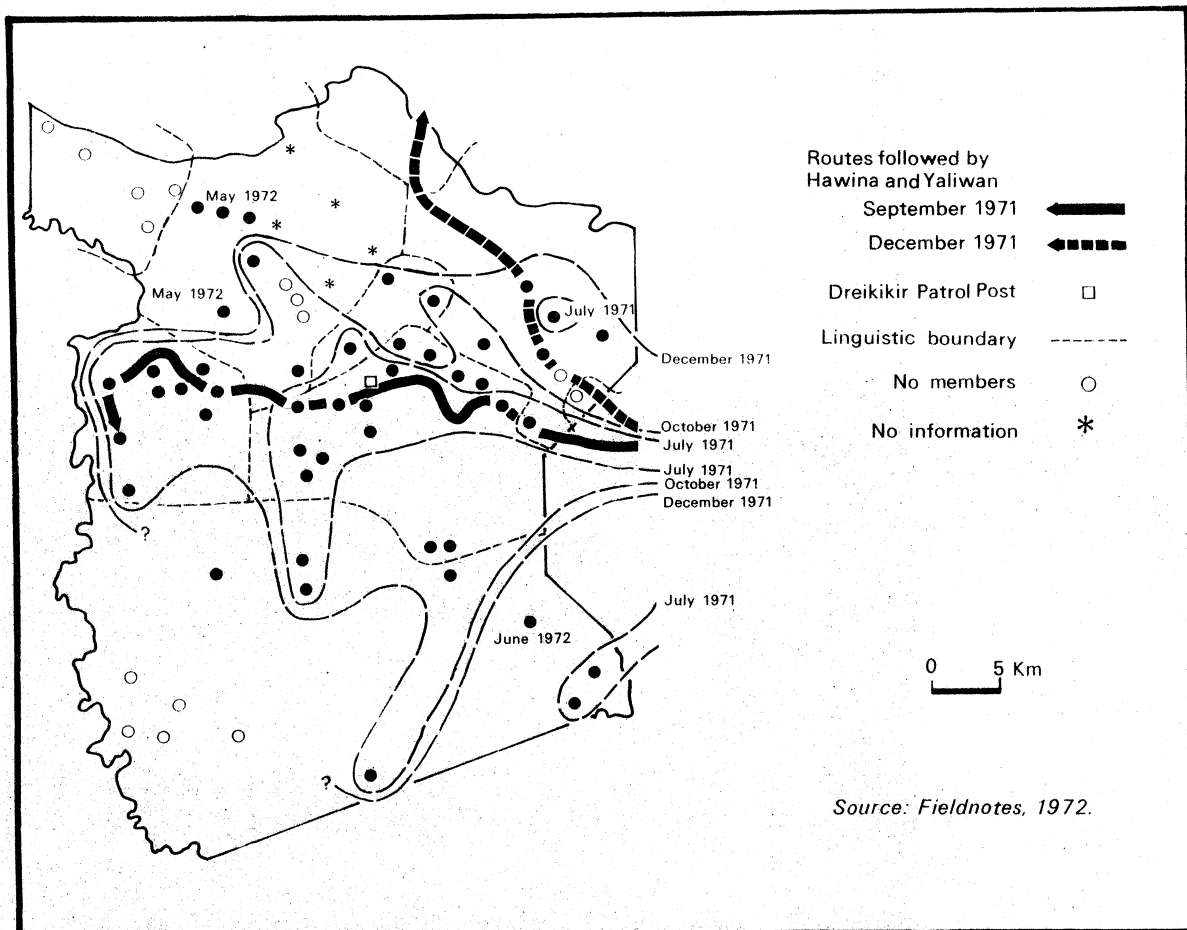 May 1972
May 1972
July 1971
December 1971
October 1971
July 1971
July 1971
October 1971
December 1971
?
July 1971
June 1972
?
Routes followed by
Hawina and Yaliwan
September 1971
December 1971
Dreikikir Patrol Post
Linguistic boundary
No members
No information
0 5 Km
Source: Fieldnotes, 1972.